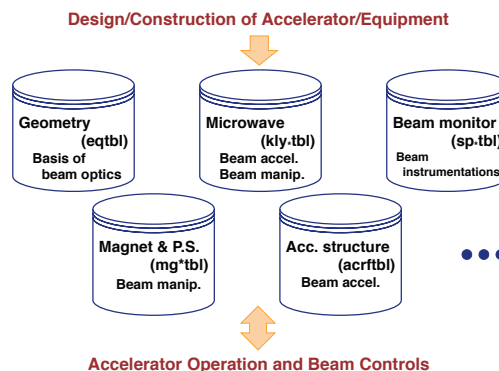 Design/Construction of Accelerator/Equipment
Geometry
(eqtbl)
Basis of
beam optics
Microwave
(kly*tbl)
Beam accel.
Beam manip.
Beam monitor
(sp*tbl)
Beam
instrumentations
Magnet & P.S.
(mg*tbl)
Beam manip.
Acc. structure
(acrftbl)
Beam accel.
Accelerator Operation and Beam Controls